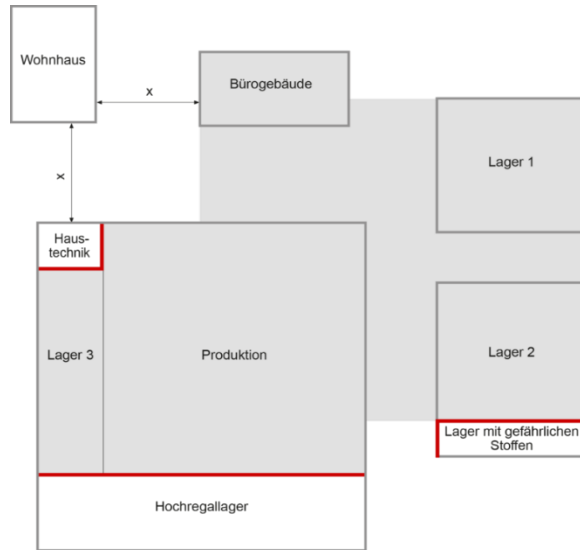 Wohnhaus
Bürogebäude
x
Lager 1
x
Haus-
technik
Lager 3
Produktion
Lager 2
Lager mit gefährlichen
Stoffen
Hochregallager